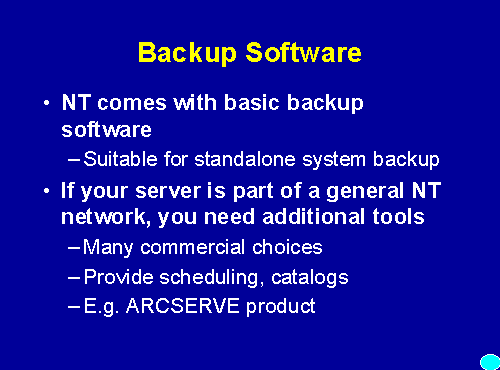 Backup Software
• NT comes with basic backup
software
– Suitable for standalone system backup
• If your server is part of a general NT
network, you need additional tools
– Many commercial choices
– Provide scheduling, catalogs
– E.g. ARCSERVE product